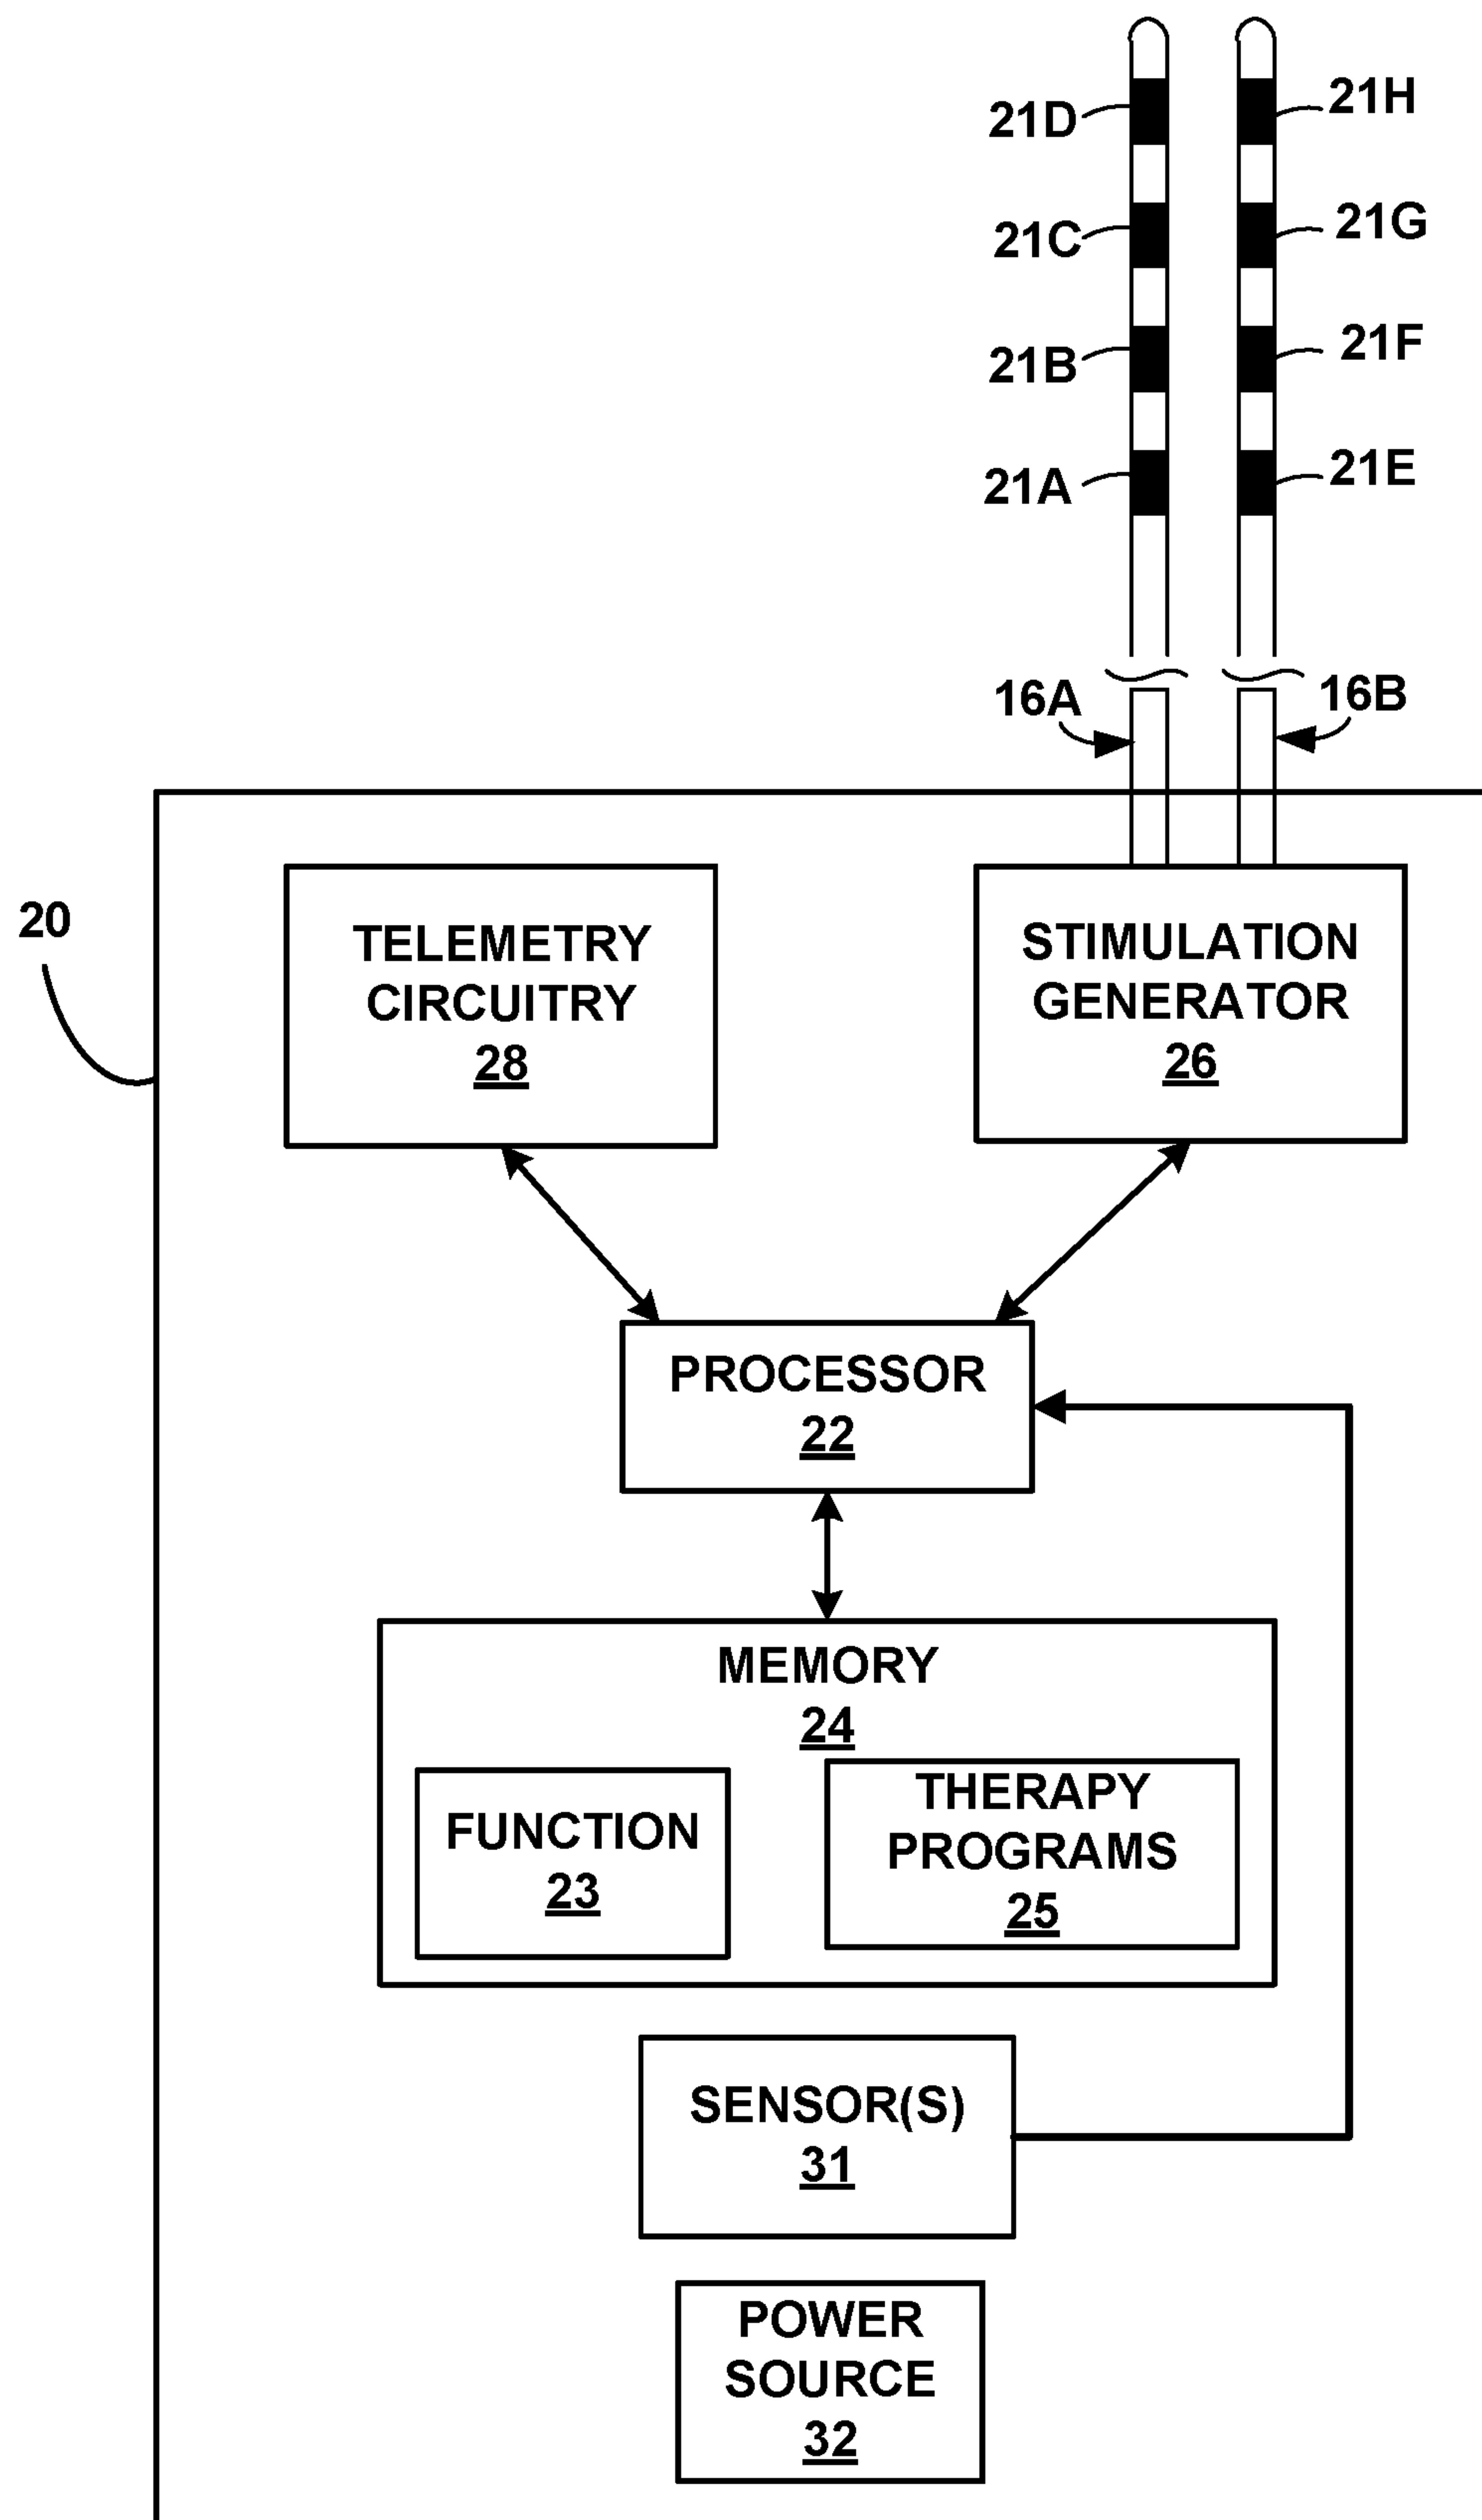 21D
21H
21C
21G
21B
21F
21A
21E
16A
16B
20
TELEMETRY
CIRCUITRY
28
STIMULATION
GENERATOR
26
PROCESSOR
22
MEMORY
24
FUNCTION
23
THERAPY
PROGRAMS
25
SENSOR(S)
31
POWER
SOURCE
32